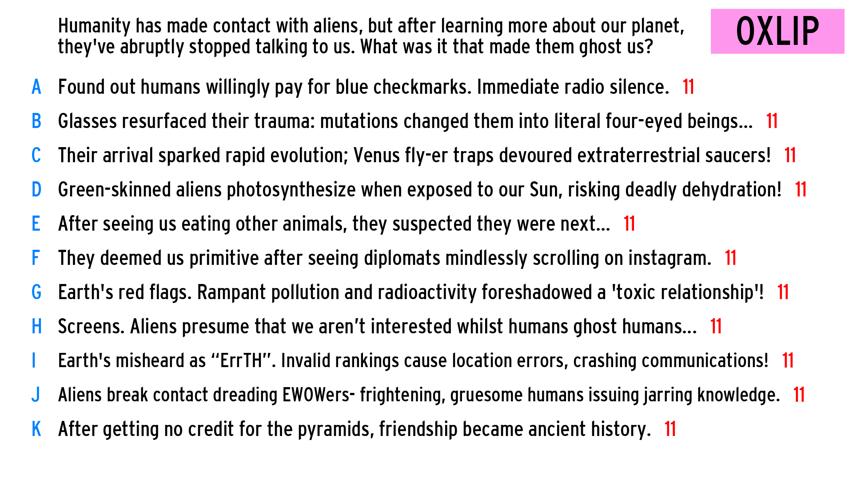 Humanity has made contact with aliens, but after learning more about our planet,
they've abruptly stopped talking to us. What was it that made them ghost us?
OXLIP
A Found out humans willingly pay for blue checkmarks. Immediate radio silence. 11
B Glasses resurfaced their trauma: mutations changed them into literal four-eyed beings... 11
C Their arrival sparked rapid evolution; Venus fly-er traps devoured extraterrestrial saucers! 11
D Green-skinned aliens photosynthesize when exposed to our Sun, risking deadly dehydration! 11
E After seeing us eating other animals, they suspected they were next... 11
F They deemed us primitive after seeing diplomats mindlessly scrolling on instagram. 11
G Earth's red flags. Rampant pollution and radioactivity foreshadowed a 'toxic relationship'! 11
H Screens. Aliens presume that we aren’t interested whilst humans ghost humans... 11
I Earth's misheard as “ErrTH”. Invalid rankings cause location errors, crashing communications! 11
J Aliens break contact dreading EWOWers- frightening, gruesome humans issuing jarring knowledge. 11
K After getting no credit for the pyramids, friendship became ancient history. 11